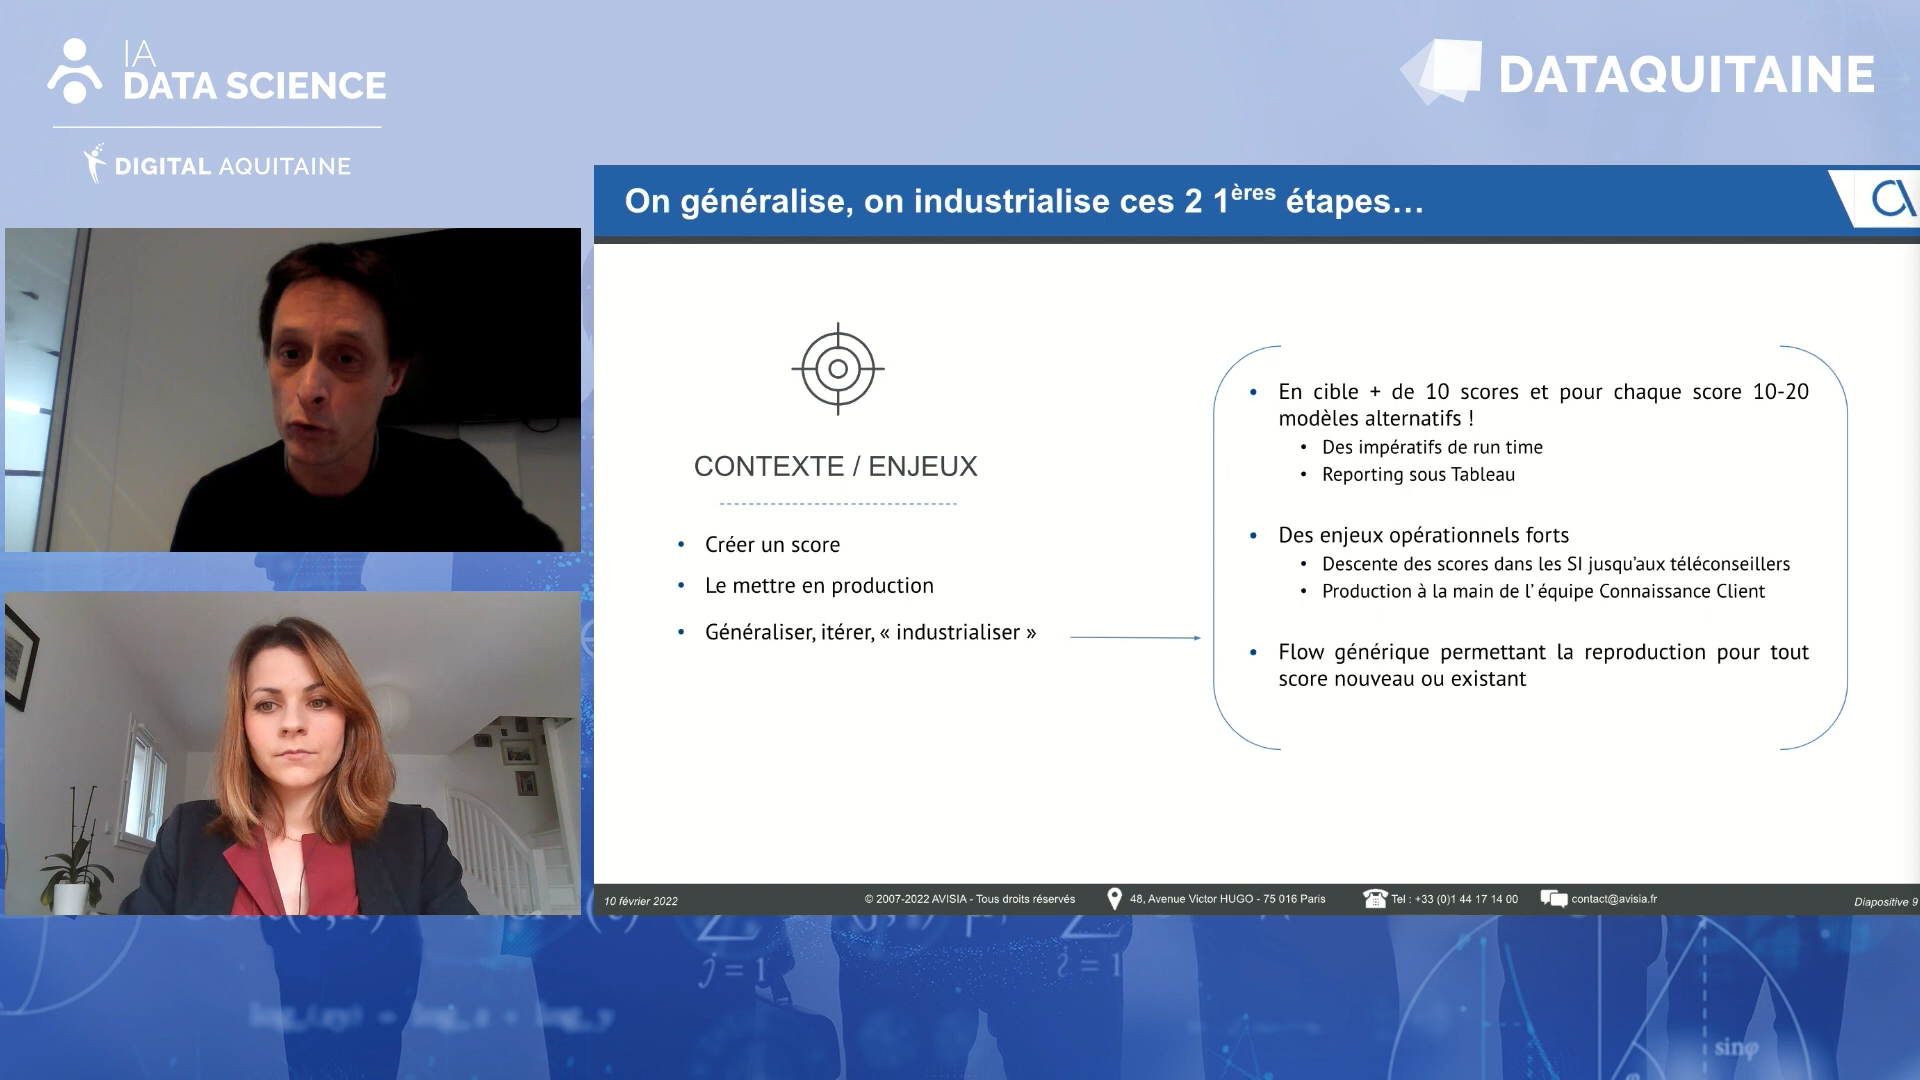 IA
DATA SCIENCE
DIGITAL AQUITAINE
DATAQUITAINE
On généralise, on industrialise ces 2 1ères étapes…
CONTEXTE / ENJEUX
• Créer un score
• Le mettre en production
• Généraliser, itérer, « industrialiser »
• En cible + de 10 scores et pour chaque score 10-20
modèles alternatifs !
• Des impératifs de run time
• Reporting sous Tableau
• Des enjeux opérationnels forts
• Descente des scores dans les SI jusqu'aux téléconseillers
• Production à la main de l' équipe Connaissance Client
• Flow générique permettant la reproduction pour tout
score nouveau ou existant
10 février 2022
© 2007-2022 AVISIA - Tous droits réservés
48, Avenue Victor HUGO - 75 016 Paris
Tel : +33 (0)1 44 17 14 00
contact@avisia.fr
Diapositive 9
j = 1
i = 1
sinφ